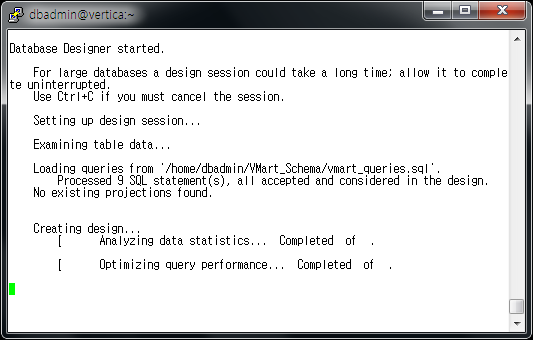 dbadmin@vertica:~
Database Designer started.
For large databases a design session could take a long time; allow it to comple
te uninterrupted.
Use Ctrl+C if you must cancel the session.
Setting up design session...
Examining table data...
Loading queries from '/home/dbadmin/VMart_Schema/vmart_queries.sql'.
Processed 9 SQL statement(s), all accepted and considered in the design.
No existing projections found.
Creating design...
[      Analyzing data statistics...  Completed  of  .
[      Optimizing query performance...  Completed  of  .